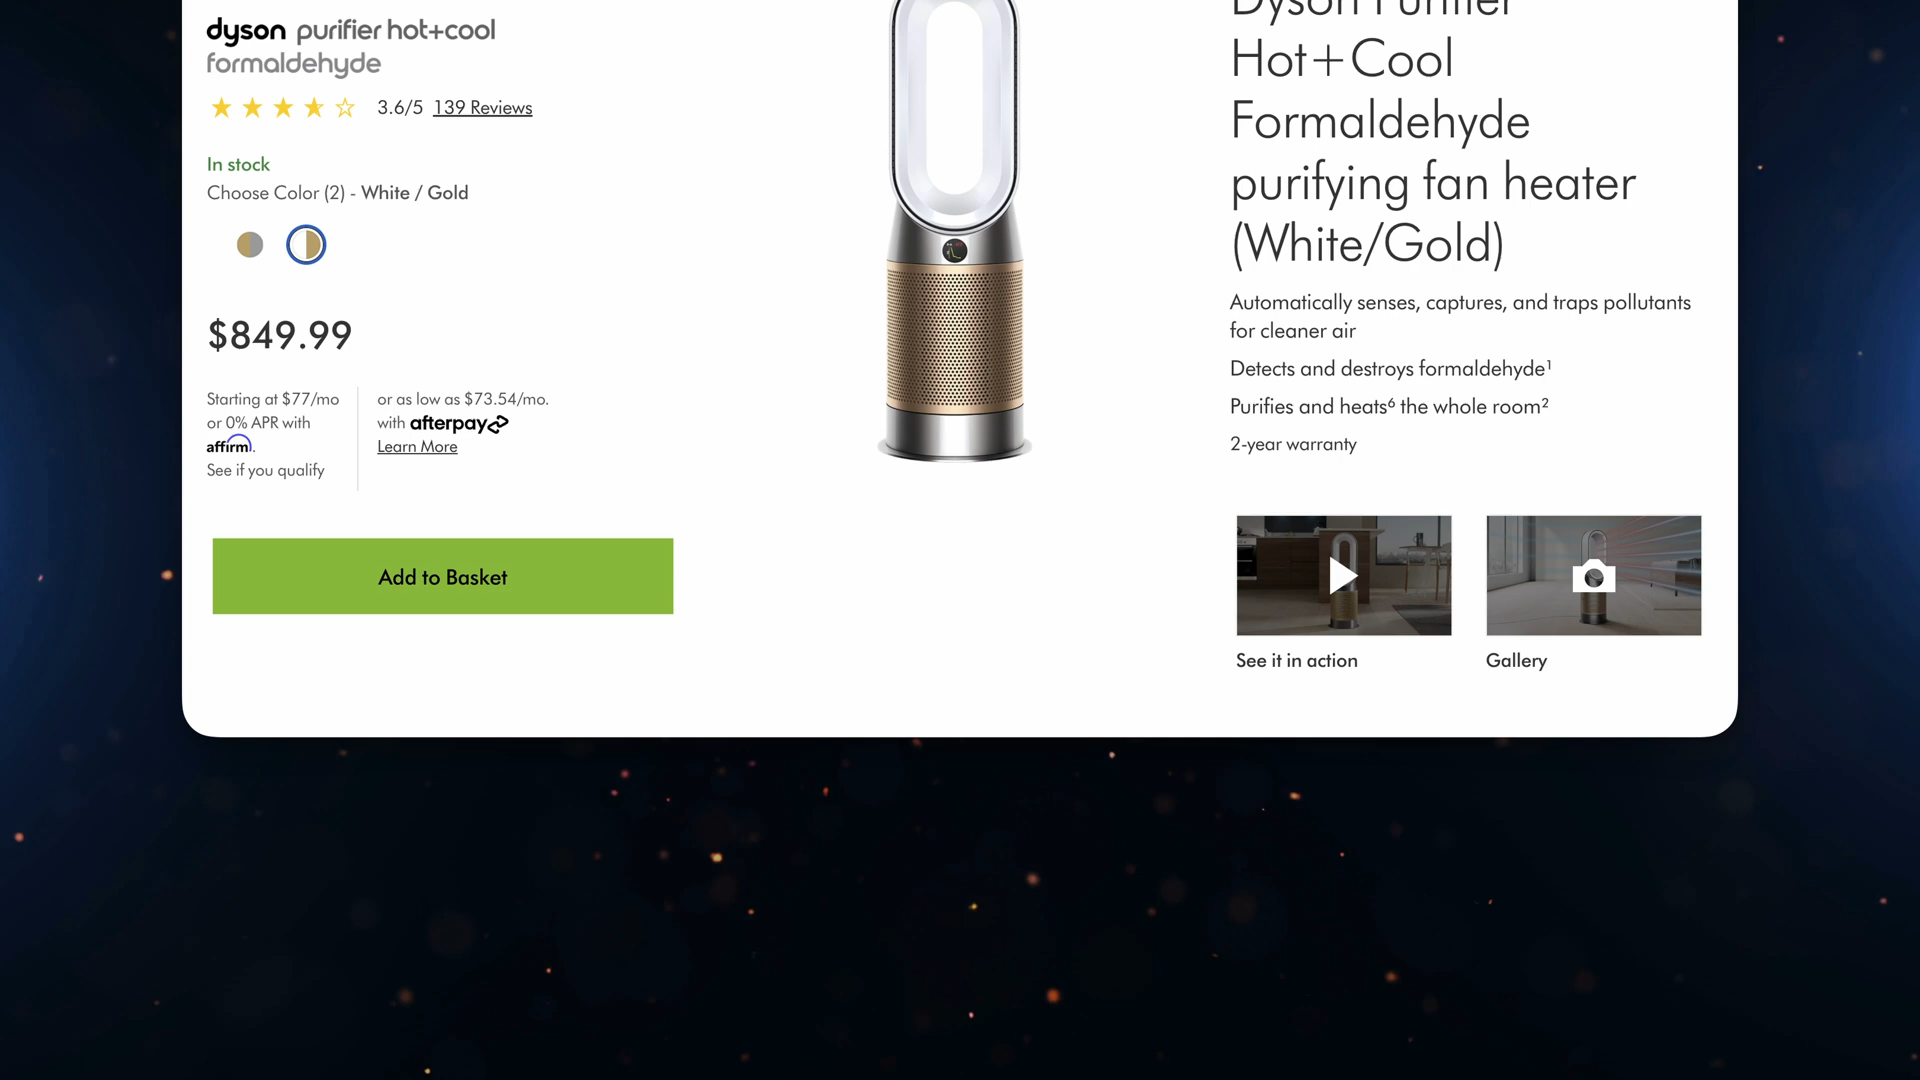 dyson purifier hot+cool
formaldehyde
3.6/5 139 Reviews
In stock
Choose Color (2) - White / Gold
$849.99
Starting at $77/mo
or 0% APR with
affirm.
See if you qualify
or as low as $73.54/mo.
with afterpay
Learn More
Add to Basket
Dyson Purifier
Hot+Cool
Formaldehyde
purifying fan heater
(White/Gold)
Automatically senses, captures, and traps pollutants
for cleaner air
Detects and destroys formaldehyde¹
Purifies and heats⁶ the whole room²
2-year warranty
See it in action
Gallery